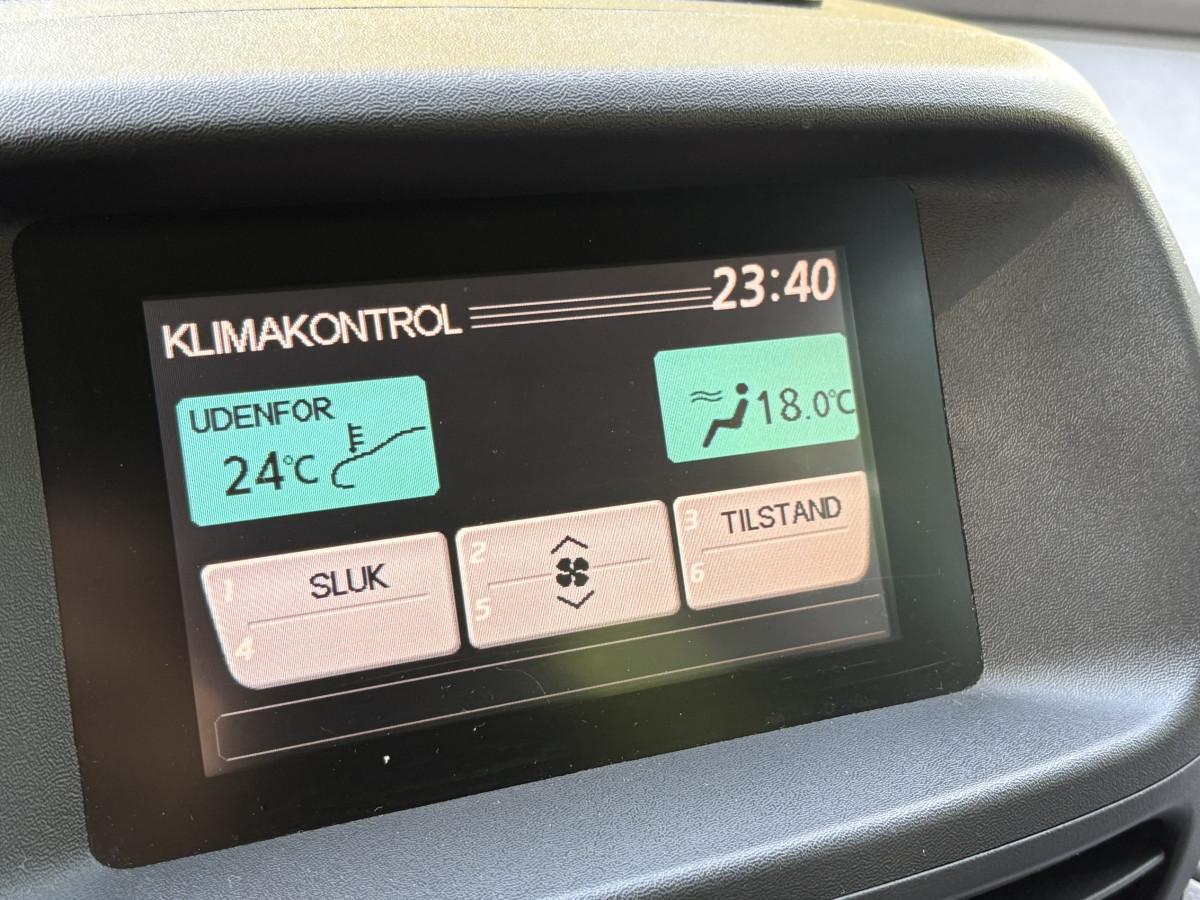 KLIMAKONTROL 23:40
UDENFOR
24°C
18.0°C
1 SLUK
4
2
5
3 TILSTAND
6